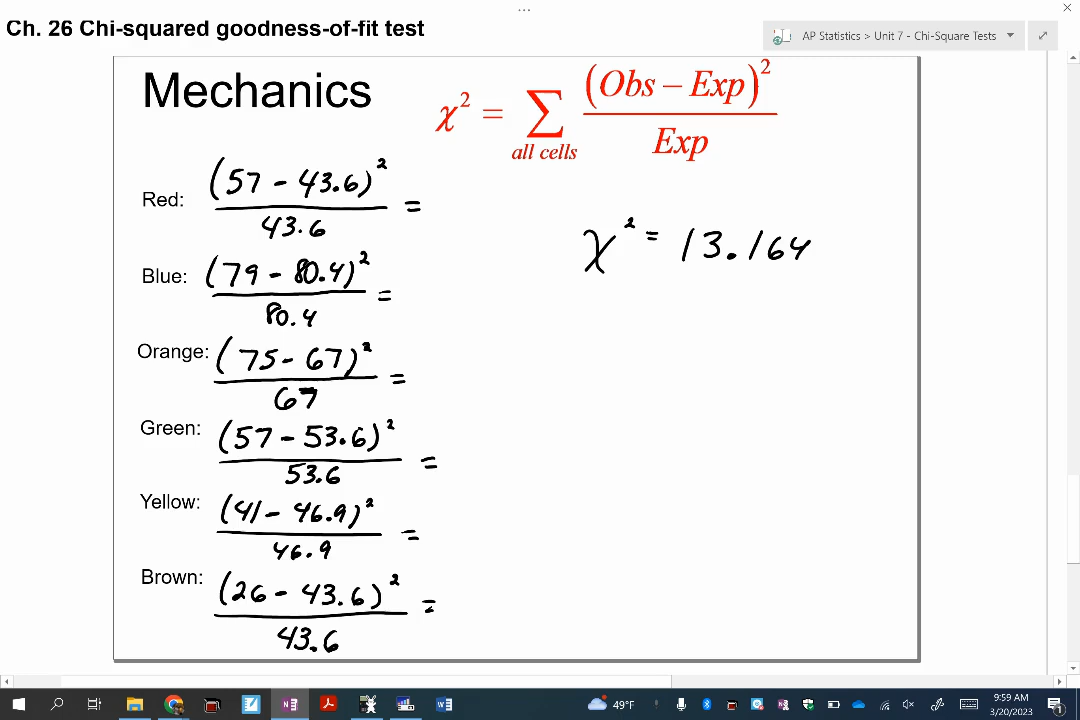 Ch. 26 Chi-squared goodness-of-fit test
AP Statistics > Unit 7 - Chi-Square Tests
Mechanics
χ² = ∑ (Obs − Exp)² / Exp
all cells
Red: (57 - 43.6)² / 43.6 =
χ² = 13.164
Blue: (79 - 80.4)² / 80.4 =
Orange: (75 - 67)² / 67 =
Green: (57 - 53.6)² / 53.6 =
Yellow: (41 - 46.9)² / 46.9 =
Brown: (26 - 43.6)² / 43.6 =
49°F
9:59 AM
3/20/2023